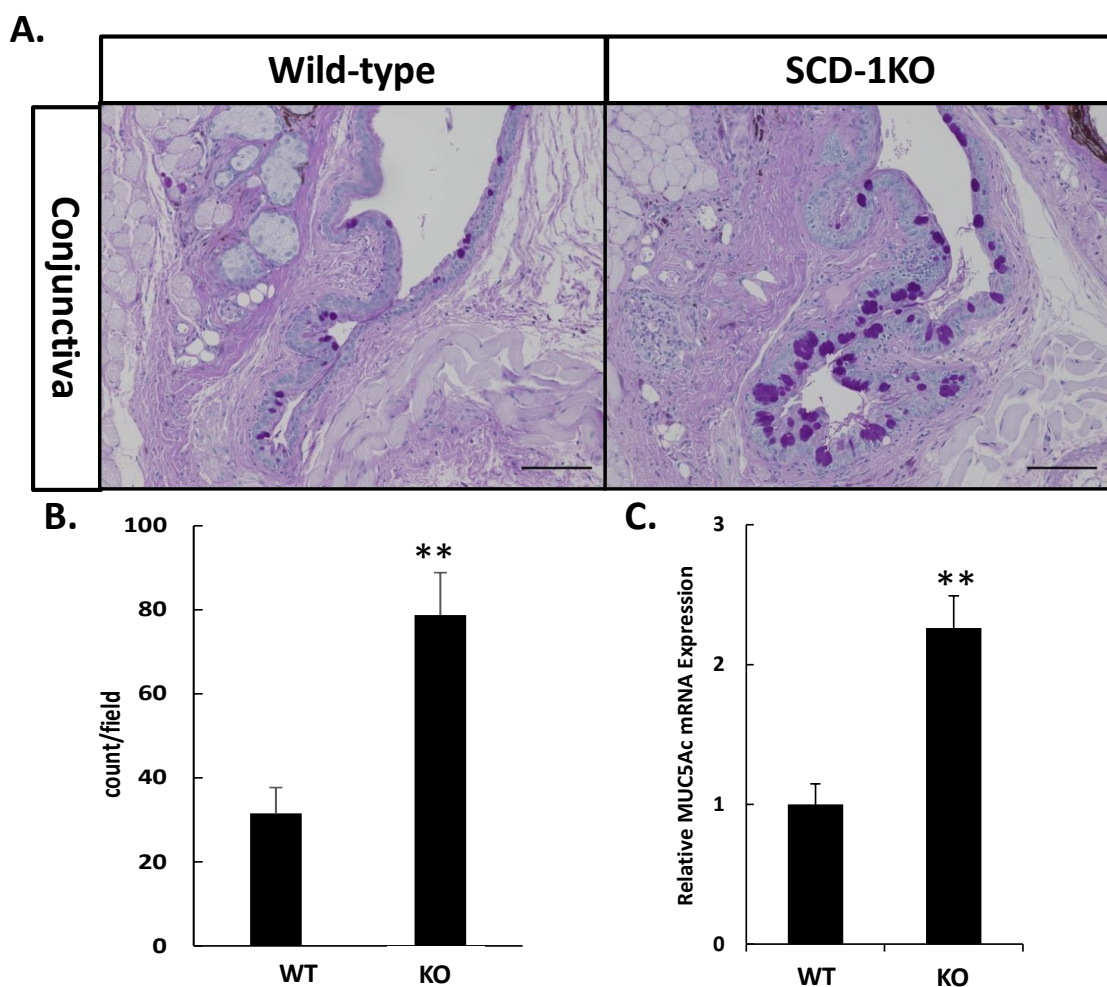 A.
Wild-type
SCD-1KO
Conjunctiva
B.
count/field
100
80
60
40
20
0
**
WT
KO
C.
Relative MUC5Ac mRNA Expression
3
2
1
0
**
WT
KO